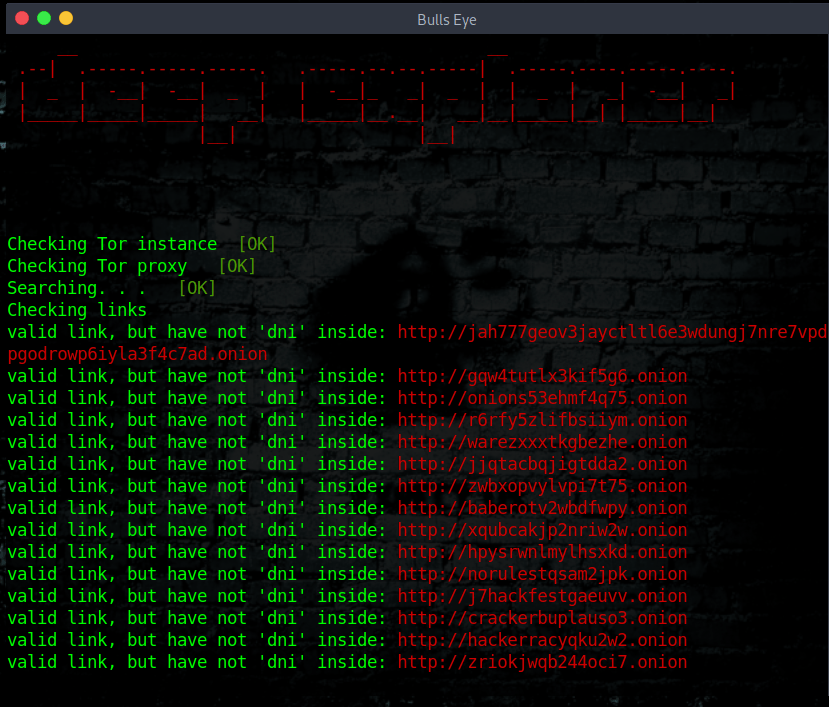 Bulls Eye
deep explorer
Checking Tor instance [OK]
Checking Tor proxy [OK]
Searching. . . [OK]
Checking links
valid link, but have not 'dni' inside: http://jah777geov3jayctltl6e3wdungj7nre7vpd
pgodrowp6iyla3f4c7ad.onion
valid link, but have not 'dni' inside: http://gqw4tutlx3kif5g6.onion
valid link, but have not 'dni' inside: http://onions53ehmf4q75.onion
valid link, but have not 'dni' inside: http://r6rfy5zlifbsiiym.onion
valid link, but have not 'dni' inside: http://warezxxxtkgbezhe.onion
valid link, but have not 'dni' inside: http://jjqtacbqjigtdda2.onion
valid link, but have not 'dni' inside: http://zwbxopvylvpi7t75.onion
valid link, but have not 'dni' inside: http://baberotv2wbdfwpy.onion
valid link, but have not 'dni' inside: http://xqubcakjp2nriw2w.onion
valid link, but have not 'dni' inside: http://hpysrwnlmylhsxkd.onion
valid link, but have not 'dni' inside: http://norulestqsam2jpk.onion
valid link, but have not 'dni' inside: http://j7hackfestgaeuvv.onion
valid link, but have not 'dni' inside: http://crackerbuplauso3.onion
valid link, but have not 'dni' inside: http://hackerracygku2w2.onion
valid link, but have not 'dni' inside: http://zriokjwqb244oci7.onion